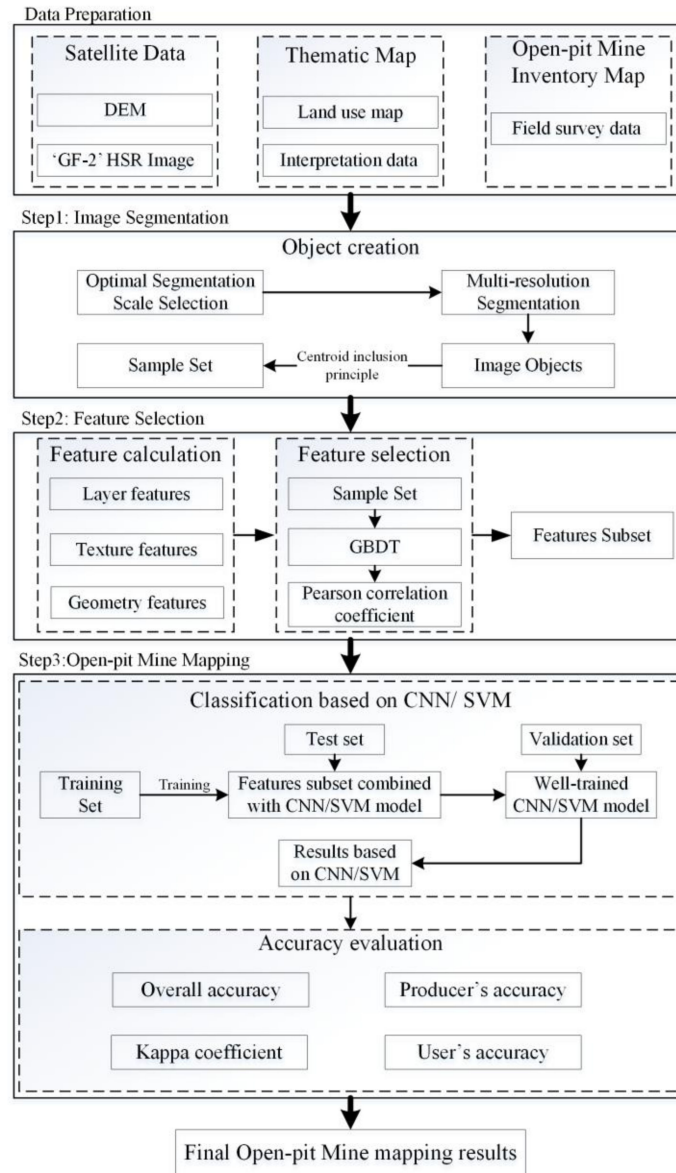 Data Preparation
Satellite Data
DEM
‘GF-2’ HSR Image
Thematic Map
Land use map
Interpretation data
Open-pit Mine
Inventory Map
Field survey data
Step1: Image Segmentation
Object creation
Optimal Segmentation
Scale Selection
Multi-resolution
Segmentation
Sample Set
Centroid inclusion
principle
Image Objects
Step2: Feature Selection
Feature calculation
Layer features
Texture features
Geometry features
Feature selection
Sample Set
GBDT
Pearson correlation
coefficient
Features Subset
Step3:Open-pit Mine Mapping
Classification based on CNN/ SVM
Test set
Validation set
Training
Set
Training
Features subset combined
with CNN/SVM model
Well-trained
CNN/SVM model
Results based
on CNN/SVM
Accuracy evaluation
Overall accuracy
Producer’s accuracy
Kappa coefficient
User’s accuracy
Final Open-pit Mine mapping results